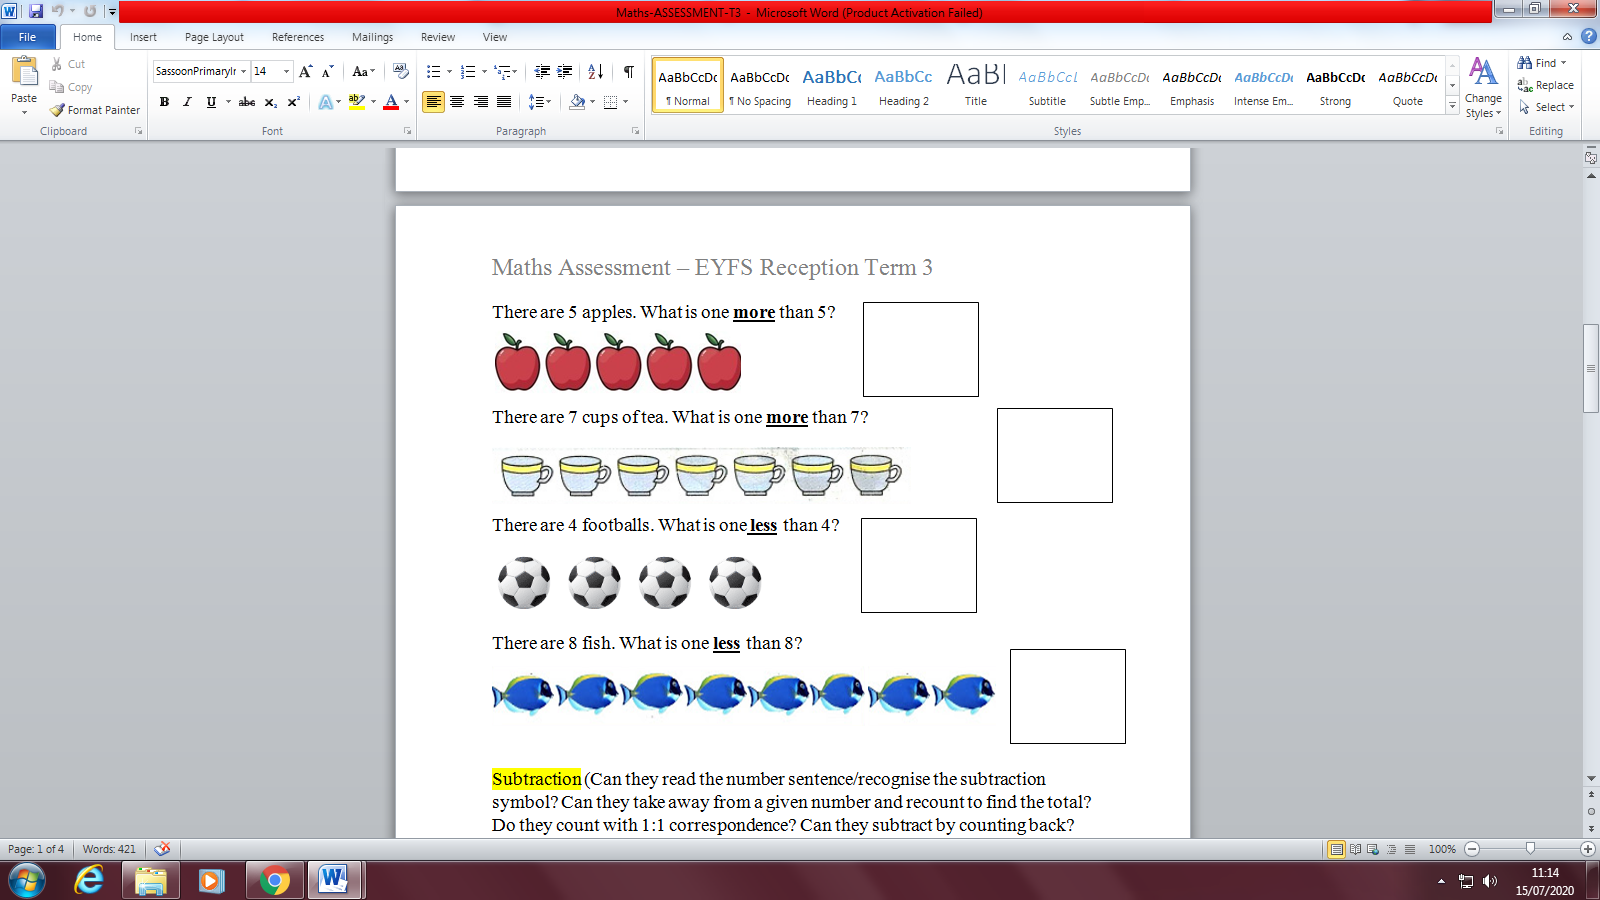 Maths-ASSESSMENT-T3 - Microsoft Word (Product Activation Failed)
File Home Insert Page Layout References Mailings Review View
Paste
Cut
Copy
Format Painter
Clipboard
SassoonPrimaryIn 14
Font
Paragraph
AaBbCcDc AaBbCcDc AaBbCc AaBbCc AaBl AaBbCcL AaBbCcDc AaBbCcDc AaBbCcDc AaBbCcDc AaBbCcDc
¶ Normal ¶ No Spacing Heading 1 Heading 2 Title Subtitle Subtle Emp... Emphasis Intense Em... Strong Quote
Styles
Change Styles
Find
Replace
Select
Editing
Maths Assessment – EYFS Reception Term 3
There are 5 apples. What is one more than 5?
There are 7 cups of tea. What is one more than 7?
There are 4 footballs. What is one less than 4?
There are 8 fish. What is one less than 8?
Subtraction (Can they read the number sentence/recognise the subtraction
symbol? Can they take away from a given number and recount to find the total?
Do they count with 1:1 correspondence? Can they subtract by counting back?
Page: 1 of 4 Words: 421 100%
11:14
15/07/2020